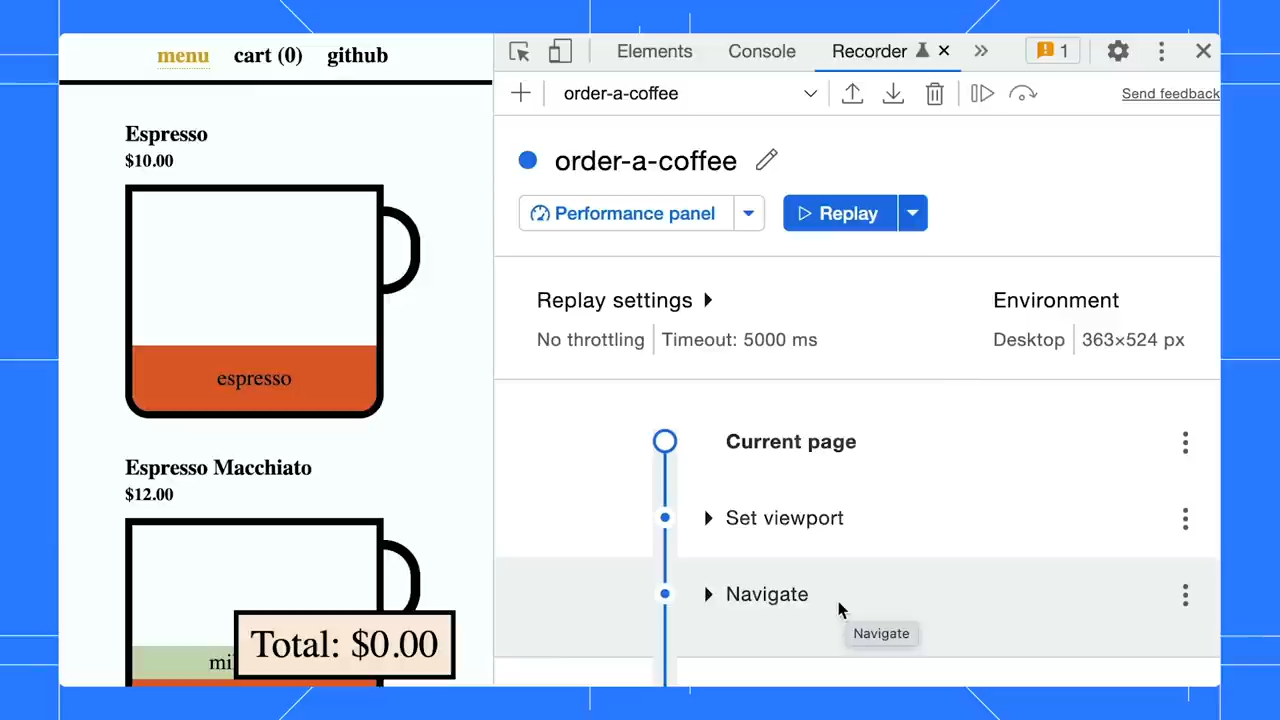 menu cart (0) github
Espresso
$10.00
espresso
Espresso Macchiato
$12.00
Total: $0.00
Elements Console Recorder 1
order-a-coffee Send feedback
order-a-coffee
Performance panel Replay
Replay settings Environment
No throttling Timeout: 5000 ms Desktop 363×524 px
Current page
Set viewport
Navigate
Navigate